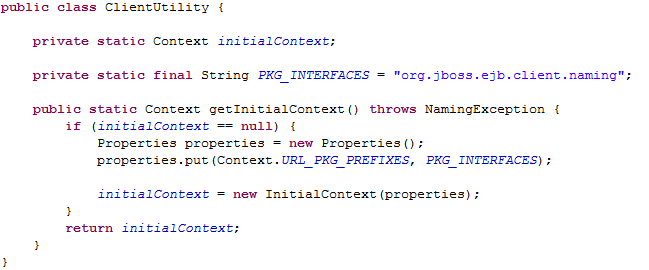 public class ClientUtility {
private static Context initialContext;
private static final String PKG_INTERFACES = "org.jboss.ejb.client.naming";
public static Context getInitialContext() throws NamingException {
if (initialContext == null) {
Properties properties = new Properties();
properties.put(Context.URL_PKG_PREFIXES, PKG_INTERFACES);
initialContext = new InitialContext(properties);
}
return initialContext;
}
}